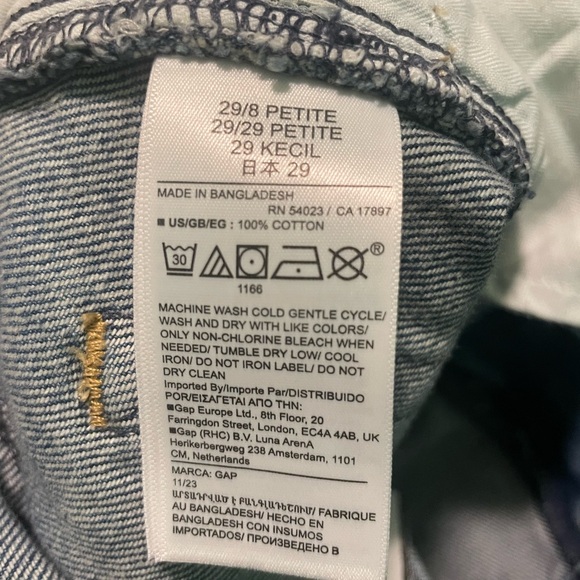 29/8 PETITE
29/29 PETITE
29 KECIL
日本 29
MADE IN BANGLADESH
RN 54023 / CA 17897
■ US/GB/EG : 100% COTTON
30
®
1166
MACHINE WASH COLD GENTLE CYCLE/
WASH AND DRY WITH LIKE COLORS/
ONLY NON-CHLORINE BLEACH WHEN
NEEDED/ TUMBLE DRY LOW/ COOL
IRON/ DO NOT IRON LABEL/ DO NOT
DRY CLEAN
Imported By/Importe Par/DISTRIBUIDO
POR/ΕΙΣΑΓΕΤΑΙ ΑΠΟ ΤΗΝ:
■Gap Europe Ltd., 8th Floor, 20
Farringdon Street, London, EC4A 4AB, UK
■Gap (RHC) B.V. Luna ArenA
Herikerbergweg 238 Amsterdam, 1101
CM, Netherlands
MARCA: GAP
11/23
ԱՐՏԱԴՐՎԱԾ Է ԲԱՆԳԼԱԴԵՇՈՒՄ/ FABRIQUE
AU BANGLADESH/ HECHO EN
BANGLADESH CON INSUMOS
IMPORTADOS/ ПРОИЗВЕДЕНО В